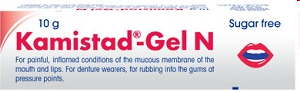 10 g
Sugar free
Kamistad®-Gel N
For painful, inflamed conditions of the mucous membrane of the
mouth and lips. For denture wearers, for rubbing into the gums at
pressure points.